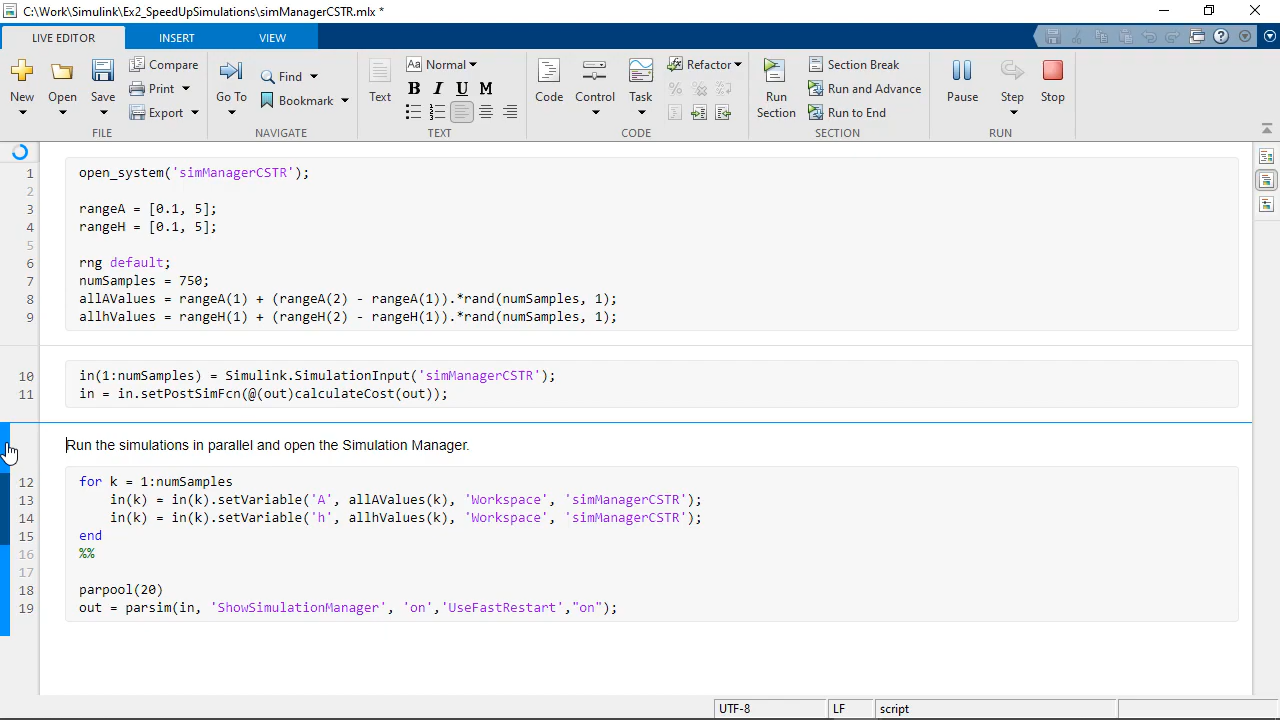 C:\Work\Simulink\Ex2_SpeedUpSimulations\simManagerCSTR.mlx *
LIVE EDITOR INSERT VIEW
New Open Save Compare Print Export
FILE
Go To Find Bookmark
NAVIGATE
Text Aa Normal
B I U M
TEXT
Code Control Task Refactor
CODE
Run Section Section Break Run and Advance Run to End
SECTION
Pause Step Stop
RUN
1 open_system('simManagerCSTR');
2
3 rangeA = [0.1, 5];
4 rangeH = [0.1, 5];
5
6 rng default;
7 numSamples = 750;
8 allAValues = rangeA(1) + (rangeA(2) - rangeA(1)).*rand(numSamples, 1);
9 allhValues = rangeH(1) + (rangeH(2) - rangeH(1)).*rand(numSamples, 1);
10 in(1:numSamples) = Simulink.SimulationInput('simManagerCSTR');
11 in = in.setPostSimFcn(@(out)calculateCost(out));
Run the simulations in parallel and open the Simulation Manager.
12 for k = 1:numSamples
13 in(k) = in(k).setVariable('A', allAValues(k), 'Workspace', 'simManagerCSTR');
14 in(k) = in(k).setVariable('h', allhValues(k), 'Workspace', 'simManagerCSTR');
15 end
16 %%
17
18 parpool(20)
19 out = parsim(in, 'ShowSimulationManager', 'on','UseFastRestart',"on");
UTF-8 LF script